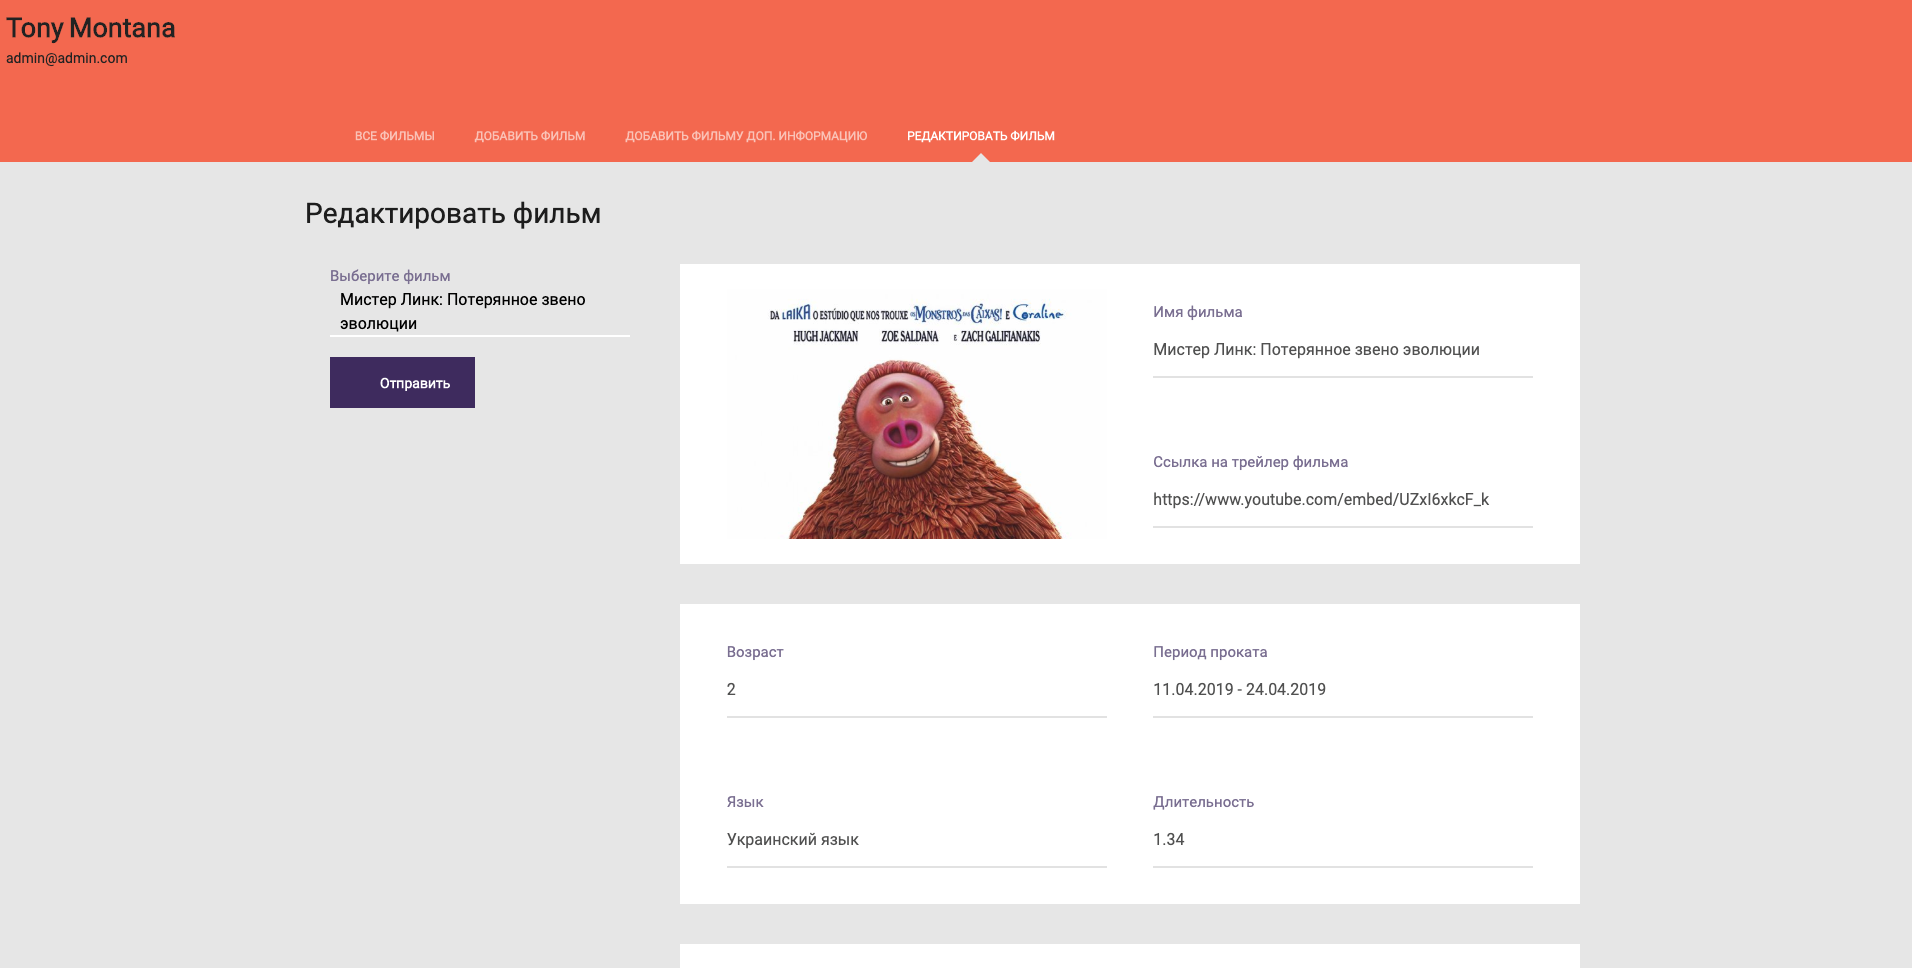 Tony Montana
admin@admin.com
ВСЕ ФИЛЬМЫ ДОБАВИТЬ ФИЛЬМ ДОБАВИТЬ ФИЛЬМУ ДОП. ИНФОРМАЦИЮ РЕДАКТИРОВАТЬ ФИЛЬМ
Редактировать фильм
Выберите фильм
Мистер Линк: Потерянное звено
эволюции
Отправить
DA LAIKA O ESTÚDIO QUE NOS TROUXE OS MONSTROS DAS CAIXAS! E Coraline
HUGH JACKMAN ZOE SALDANA E ZACH GALIFIANAKIS
Имя фильма
Мистер Линк: Потерянное звено эволюции
Ссылка на трейлер фильма
https://www.youtube.com/embed/UZxI6xkcF_k
Возраст
2
Период проката
11.04.2019 - 24.04.2019
Язык
Украинский язык
Длительность
1.34